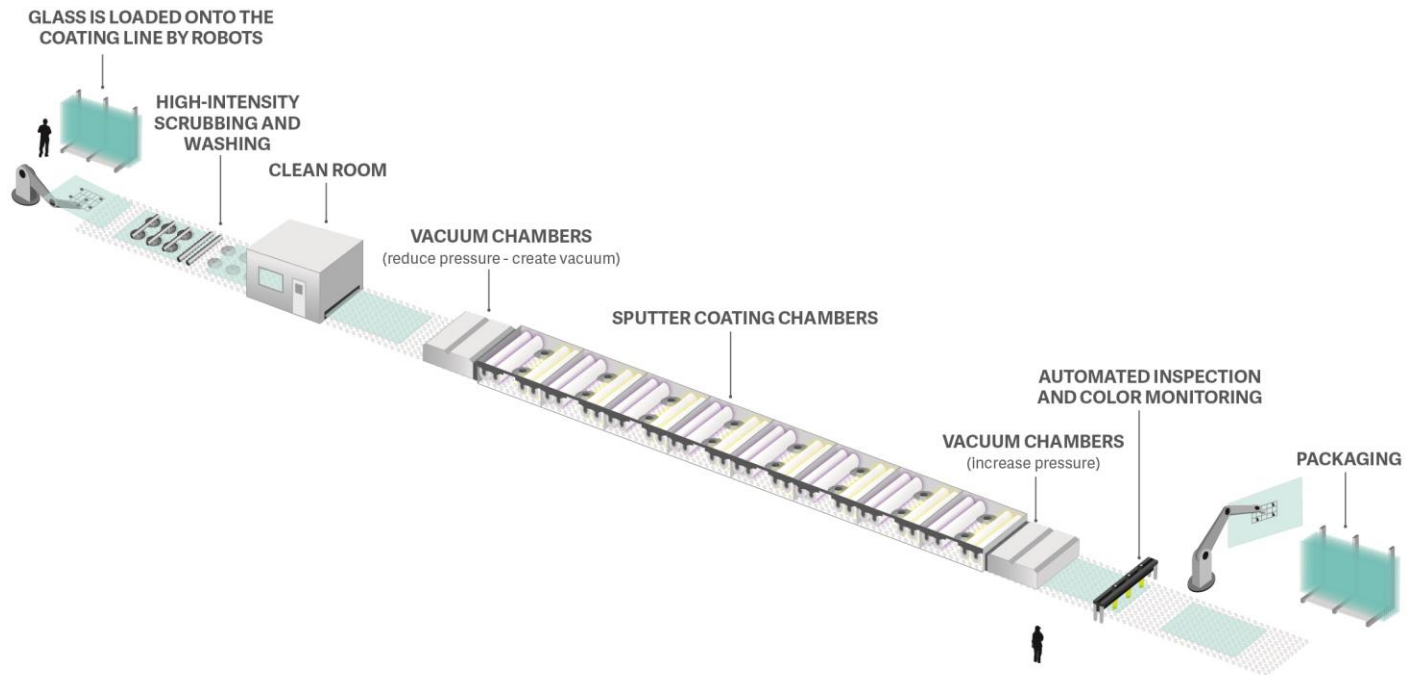 GLASS IS LOADED ONTO THE
COATING LINE BY ROBOTS
HIGH-INTENSITY
SCRUBBING AND
WASHING
CLEAN ROOM
VACUUM CHAMBERS
(reduce pressure - create vacuum)
SPUTTER COATING CHAMBERS
AUTOMATED INSPECTION
AND COLOR MONITORING
VACUUM CHAMBERS
(increase pressure)
PACKAGING